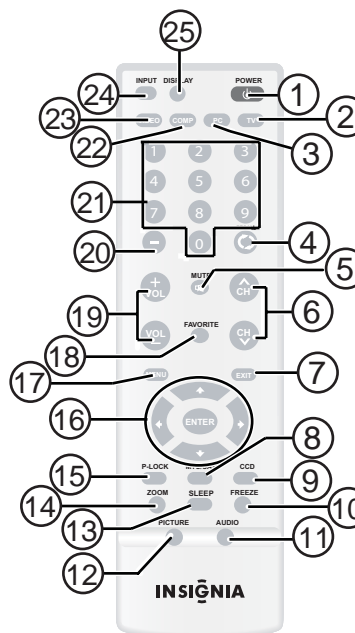 25
INPUT DISPLAY POWER
24 1
23 COMP PC TV 2
22 3
1 2 3
21 4 5 6
7 8 9
20 0 4
MUTE 5
+ CH
19 VOL 6
VOL CH
18 FAVORITE
17 EXIT 7
16 ENTER 8
15 P-LOCK CCD 9
14 ZOOM SLEEP FREEZE 10
13
PICTURE AUDIO 11
12
INSIGNIA